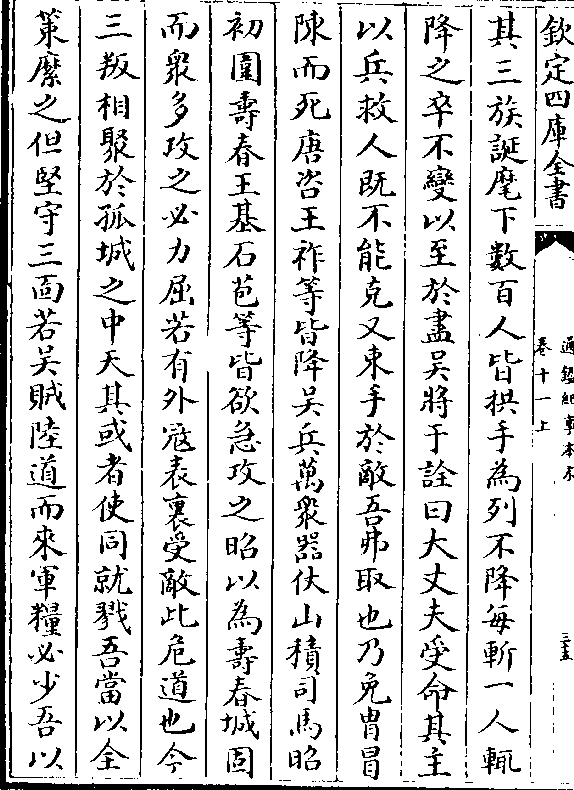 欽定四庫全書
通鑑紀事本末
卷十一上
三五
其三族誕麾下數百人皆拱手為列不降每斬一人輒
降之卒不變以至於盡吳將于詮曰大丈夫受命其主
以兵救人既不能克又束手於敵吾弗取也乃免胄冒
陳而死唐咨王祚等皆降吳兵萬衆器仗山積司馬昭
初圍壽春王基石苞等皆欲急攻之昭以為壽春城固
而衆多攻之必力屈若有外寇表裏受敵此危道也今
三叛相聚於孤城之中天其或者使同就戮吾當以全
策縻之但堅守三面若吳賊陸道而來軍糧必少吾以